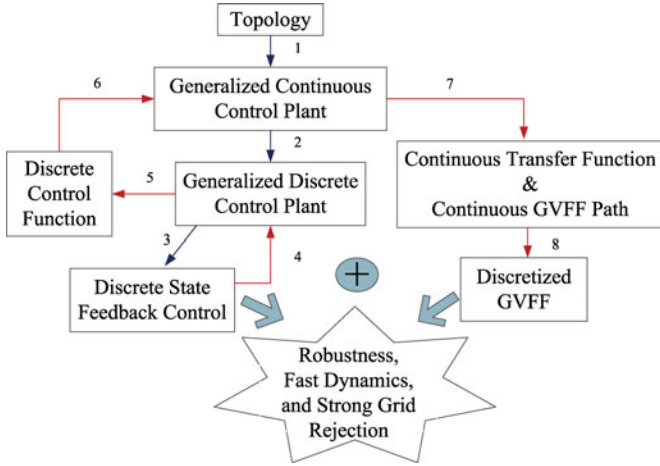 Topology
1
6
Generalized Continuous
Control Plant
7
2
Discrete
Control
Function
5
Generalized Discrete
Control Plant
Continuous Transfer Function
&
Continuous GVFF Path
3
4
8
Discrete State
Feedback Control
+
Discretized
GVFF
Robustness,
Fast Dynamics,
and Strong Grid
Rejection